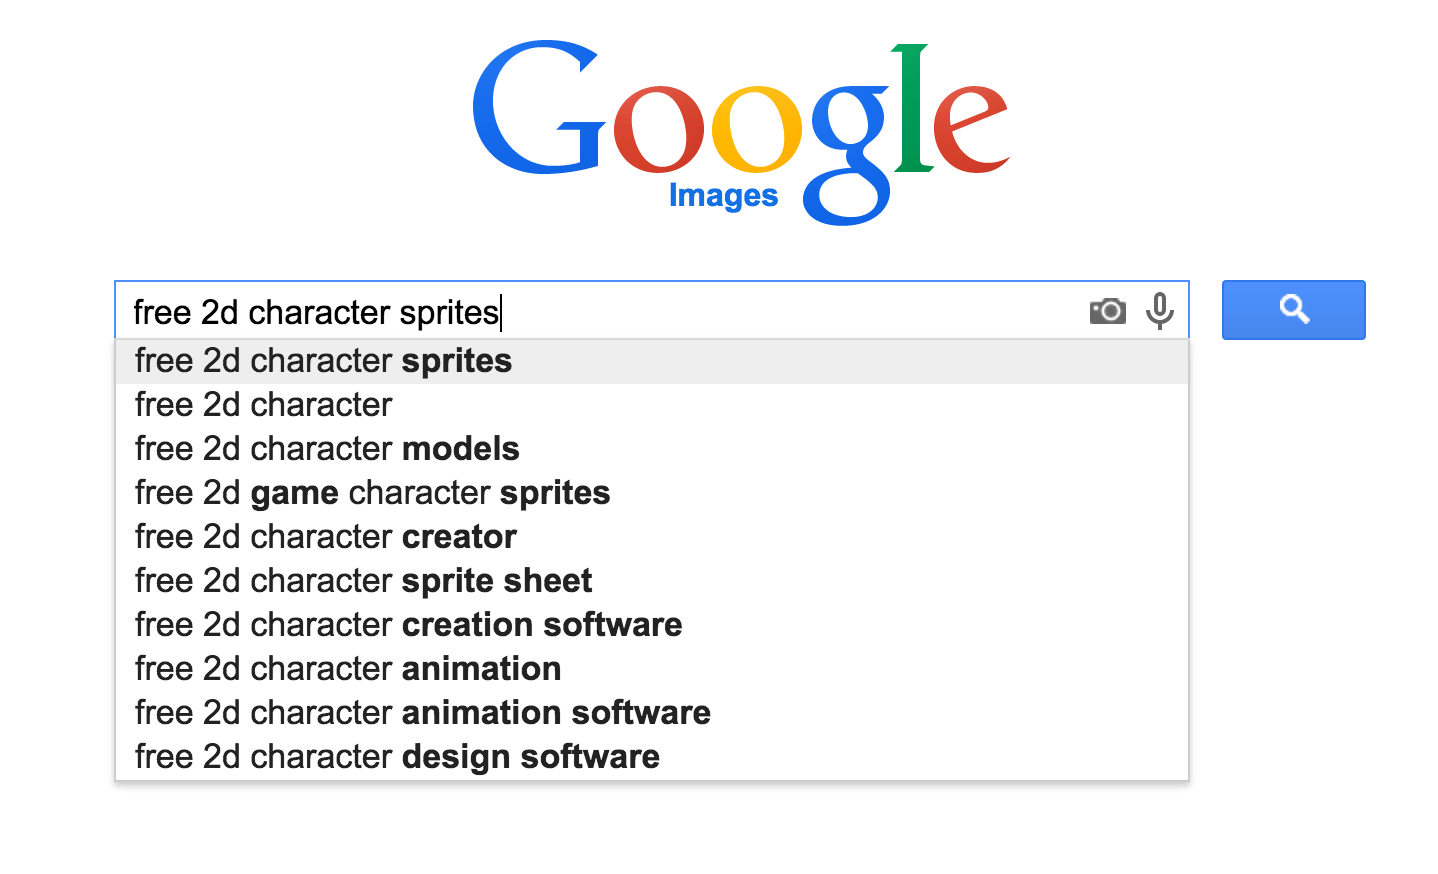 Google
Images
free 2d character sprites
free 2d character sprites
free 2d character
free 2d character models
free 2d game character sprites
free 2d character creator
free 2d character sprite sheet
free 2d character creation software
free 2d character animation
free 2d character animation software
free 2d character design software